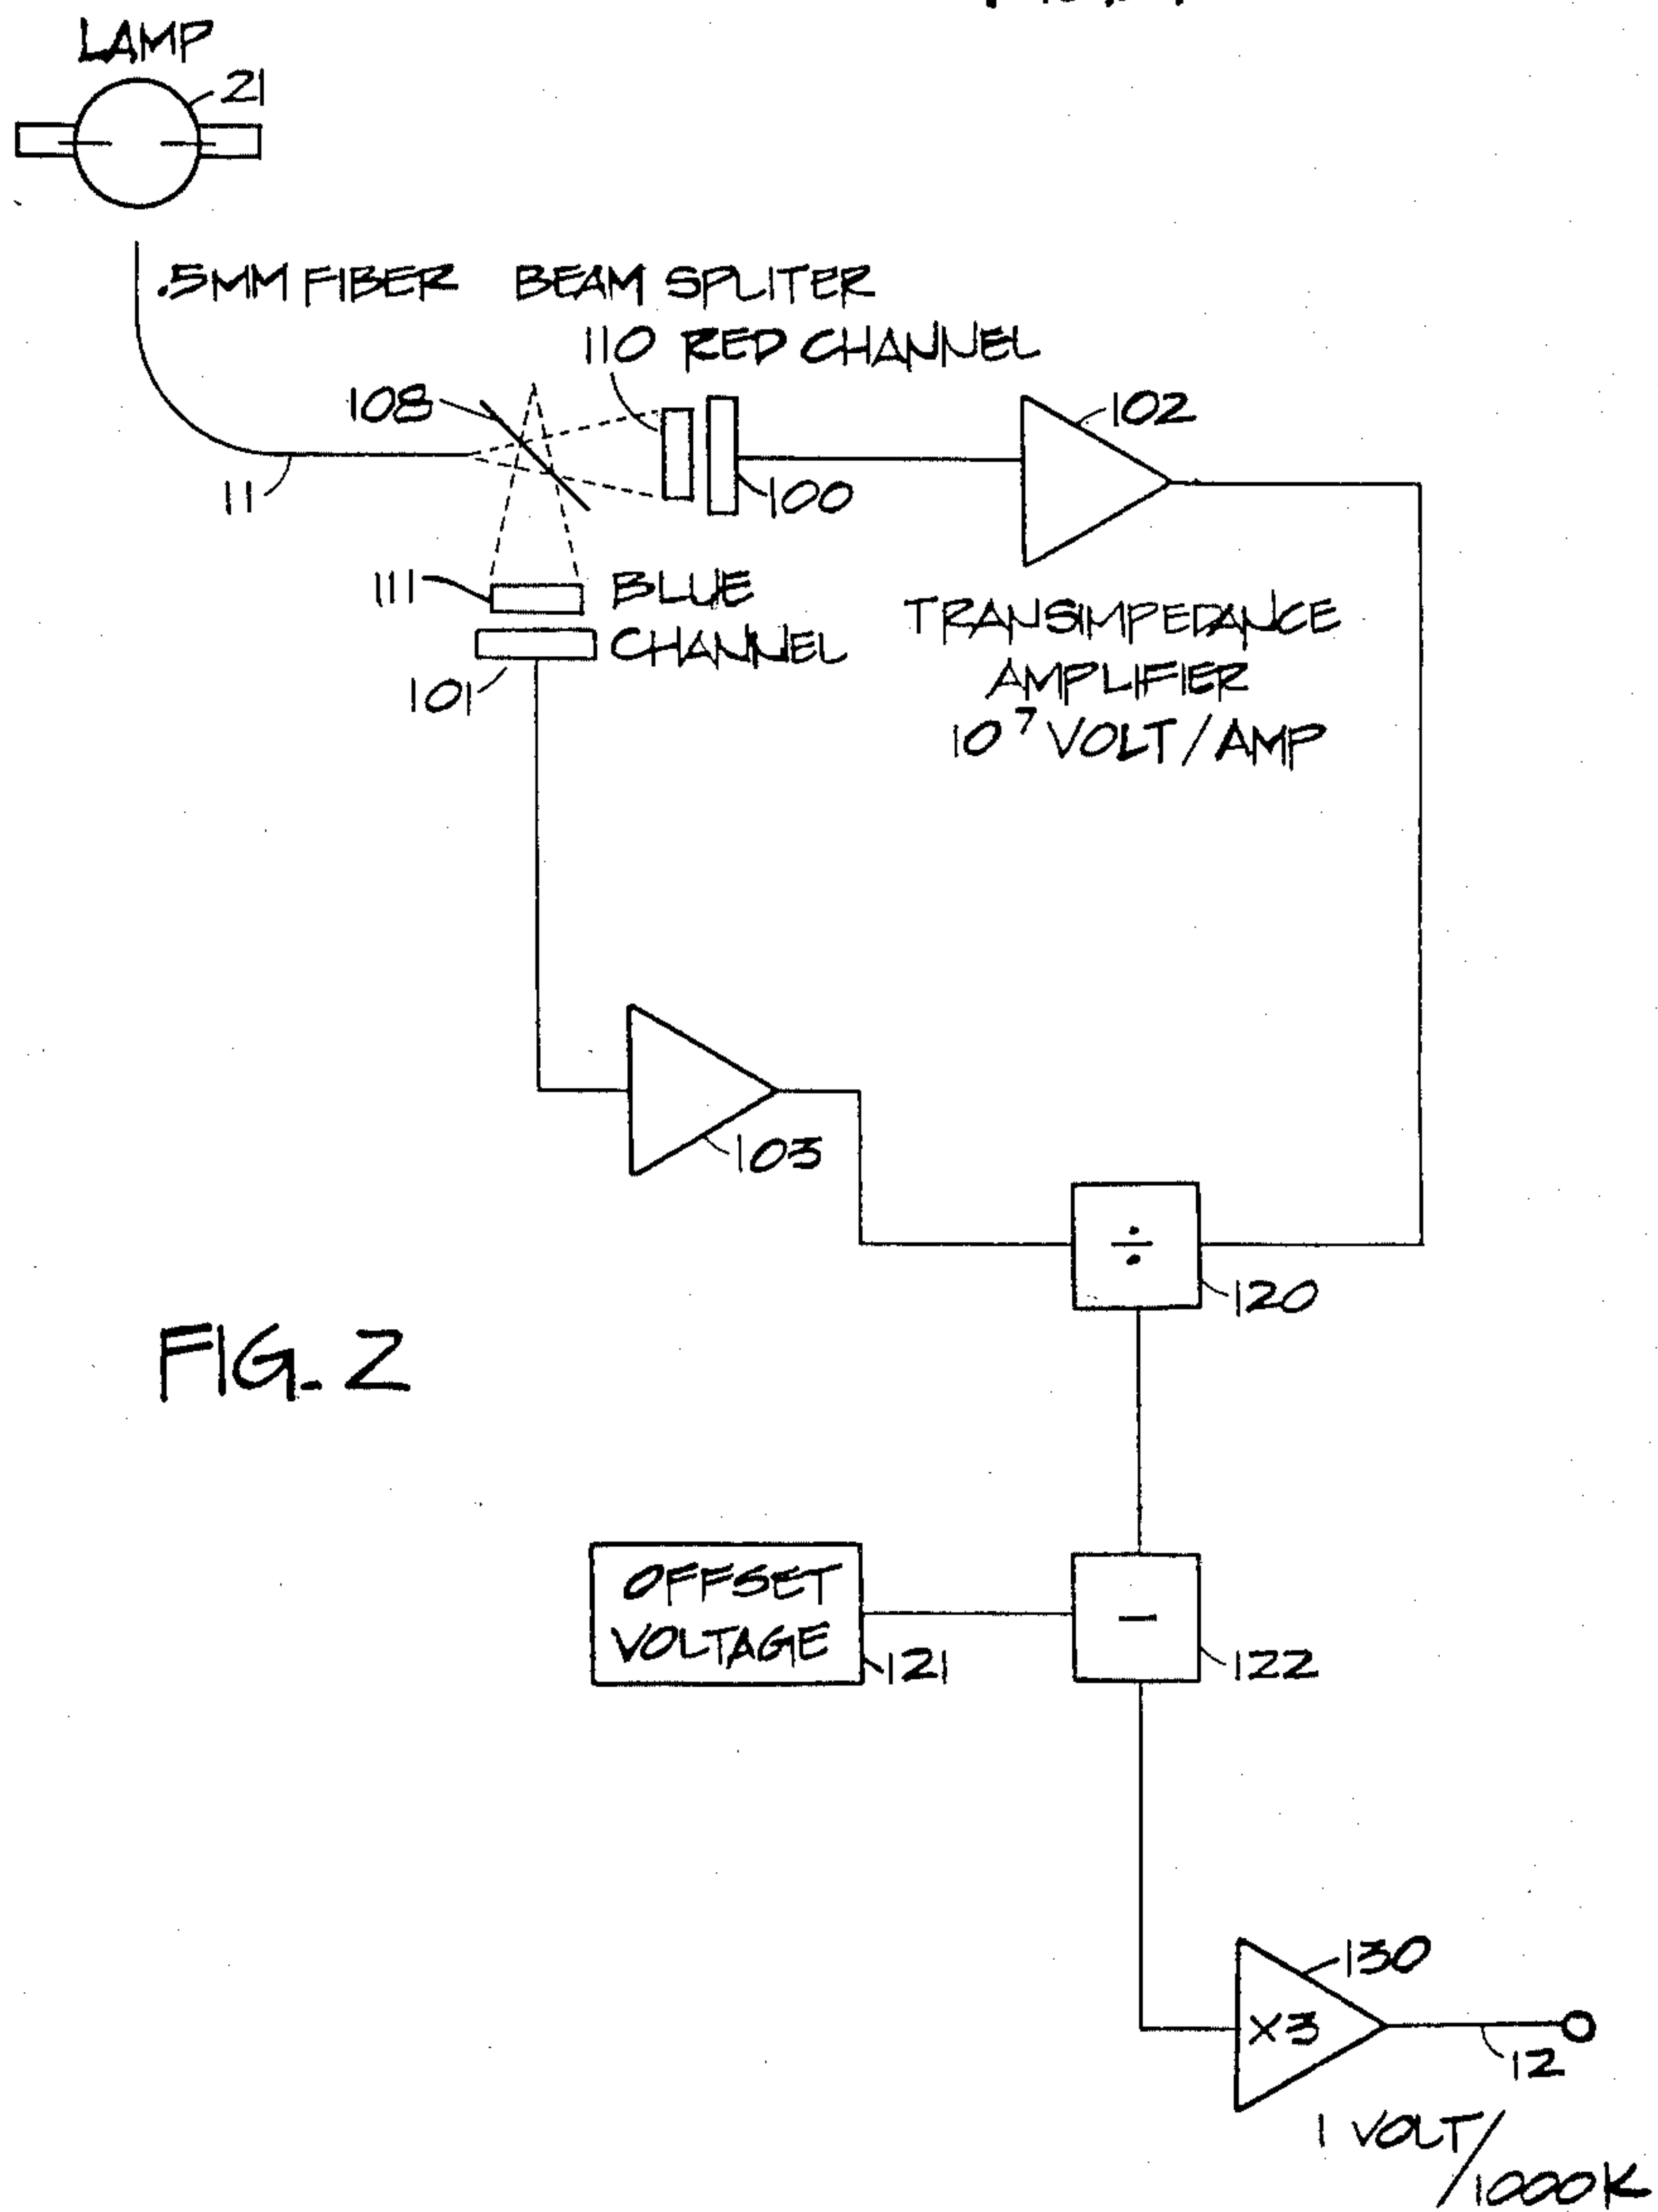 LAMP
21
.5MM FIBER
BEAM SPLITER
110 RED CHANNEL
108
102
11
100
111
BLUE
CHANNEL
101
TRANSIMPEDANCE
AMPLIFIER
10⁷ VOLT/AMP
103
÷
120
FIG. 2
OFFSET
VOLTAGE
121
−
122
130
X3
12
1 VOLT/
1000K